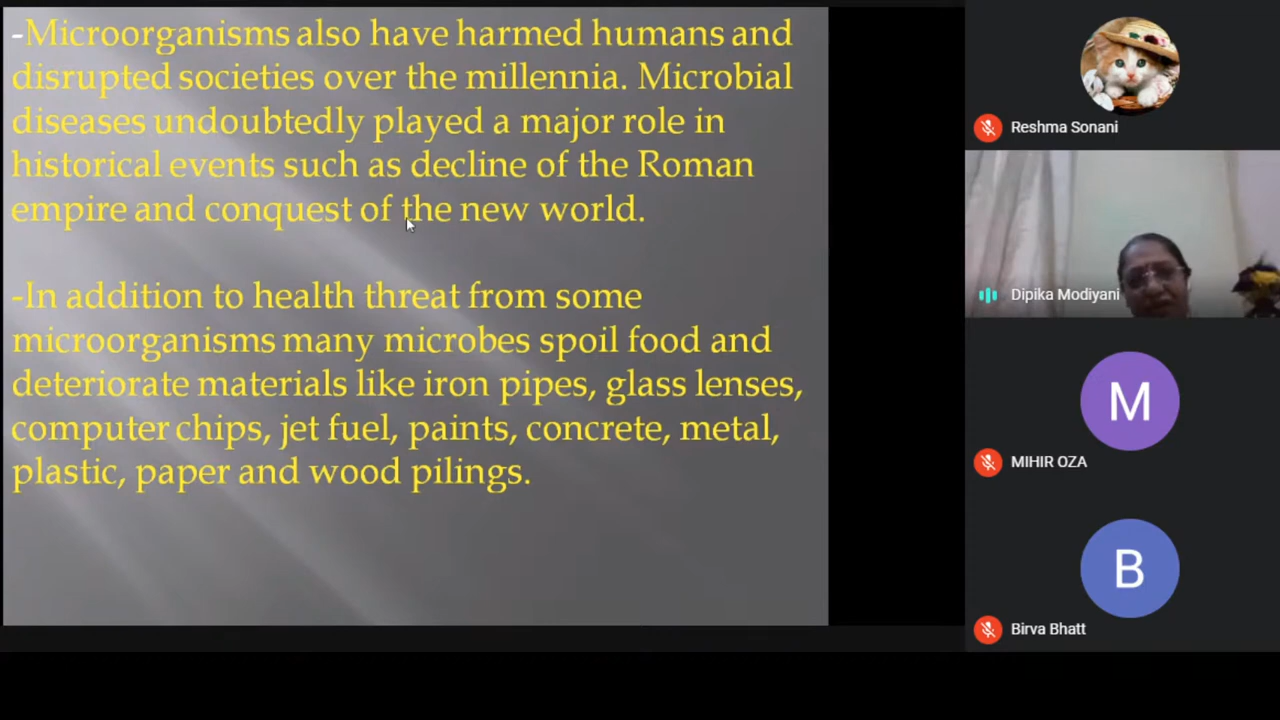 -Microorganisms also have harmed humans and
disrupted societies over the millennia. Microbial
diseases undoubtedly played a major role in
historical events such as decline of the Roman
empire and conquest of the new world.
-In addition to health threat from some
microorganisms many microbes spoil food and
deteriorate materials like iron pipes, glass lenses,
computer chips, jet fuel, paints, concrete, metal,
plastic, paper and wood pilings.
Reshma Sonani
Dipika Modiyani
M
MIHIR OZA
B
Birva Bhatt